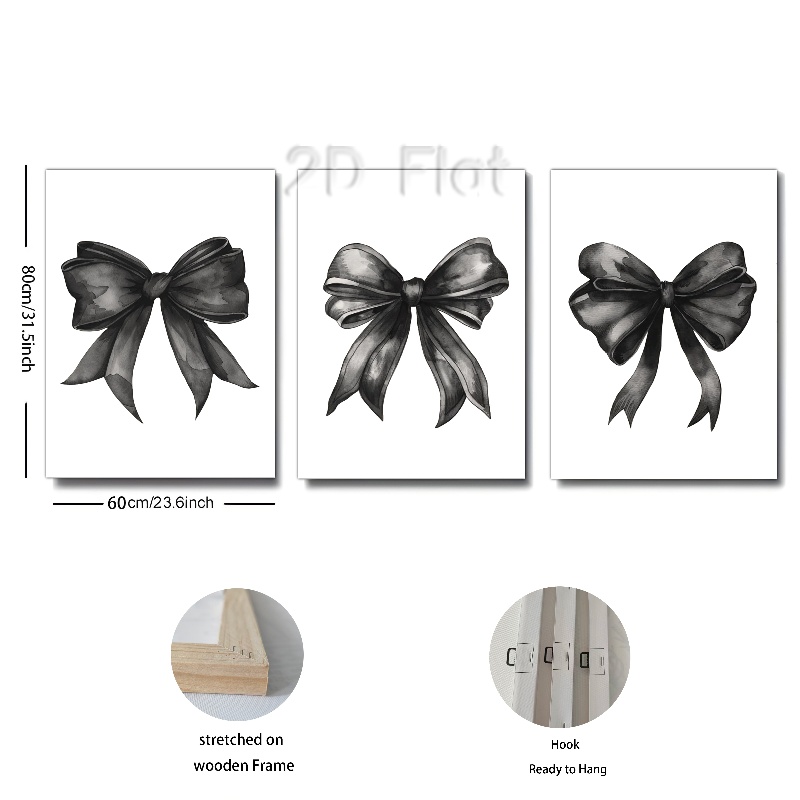 2D Flat
80cm/31.5inch
60cm/23.6inch
stretched on
wooden Frame
Hook
Ready to Hang